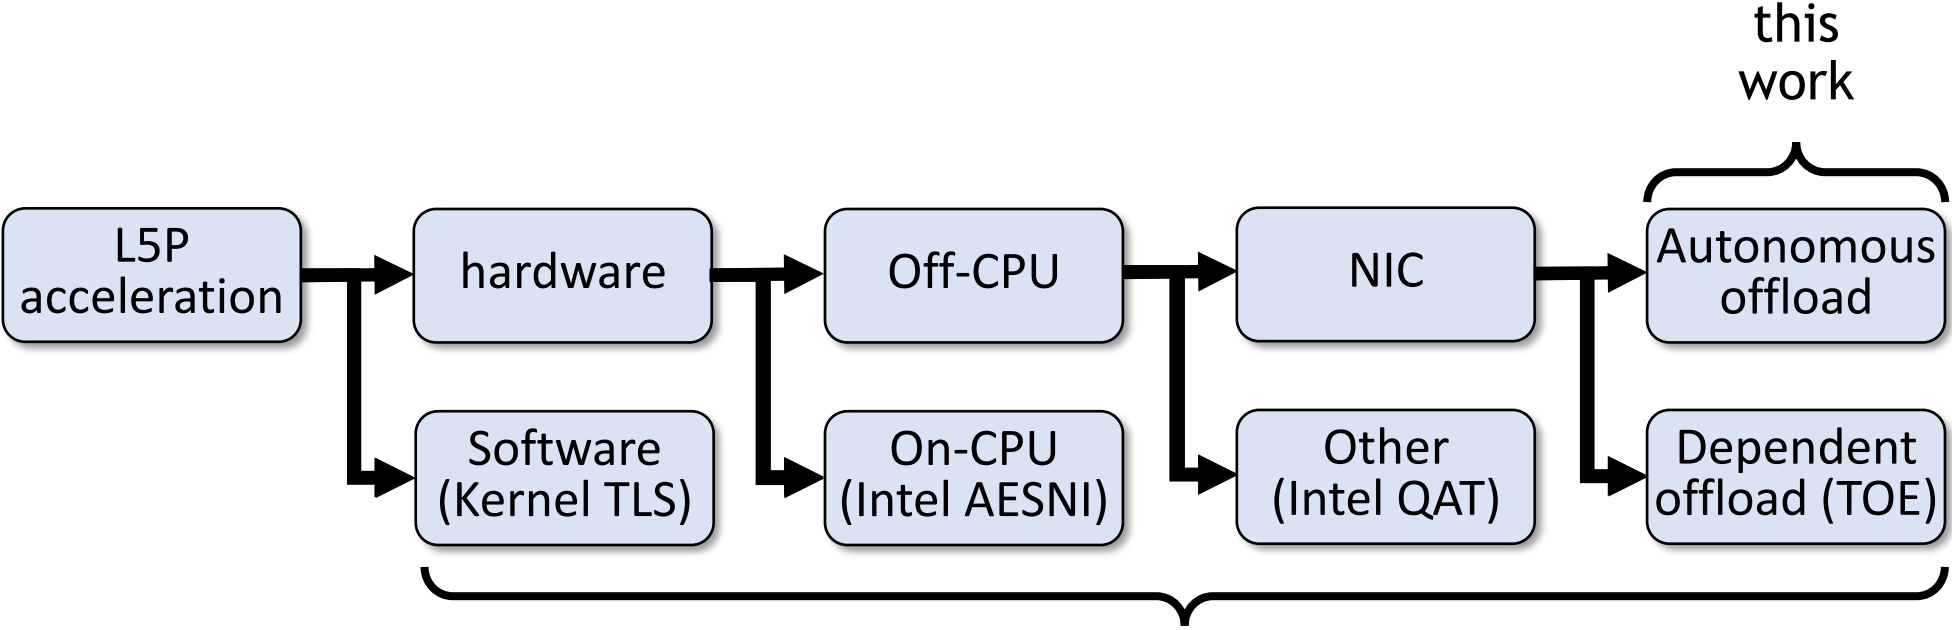 this
work
L5P
acceleration
hardware
Off-CPU
NIC
Autonomous
offload
Software
(Kernel TLS)
On-CPU
(Intel AESNI)
Other
(Intel QAT)
Dependent
offload (TOE)